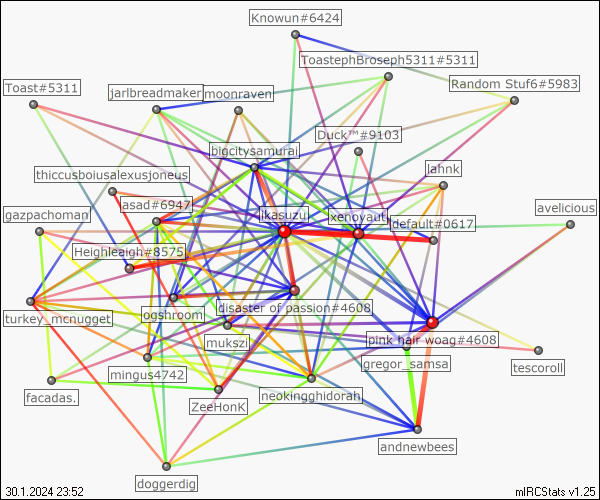 Knowun#6424
ToastephBroseph5311#5311
Toast#5311
jarlbreadmaker
moonraven
Random Stuf6#5983
Duck™#9103
bigcitysamurai
lahnk
thiccusboiusalexusjoneus
asad#6947
gazpachoman
ikasuzu
xenoyaut
default#0617
avelicious
Heighleigh#8575
turkey_mcnugget
ogshroom
disaster of passion#4608
mukszi
pink hair woag#4608
gregor_samsa
tescoroll
mingus4742
facadas.
ZeeHonK
neokingghidorah
andnewbees
doggerdig
30.1.2024 23:52
mIRCStats v1.25